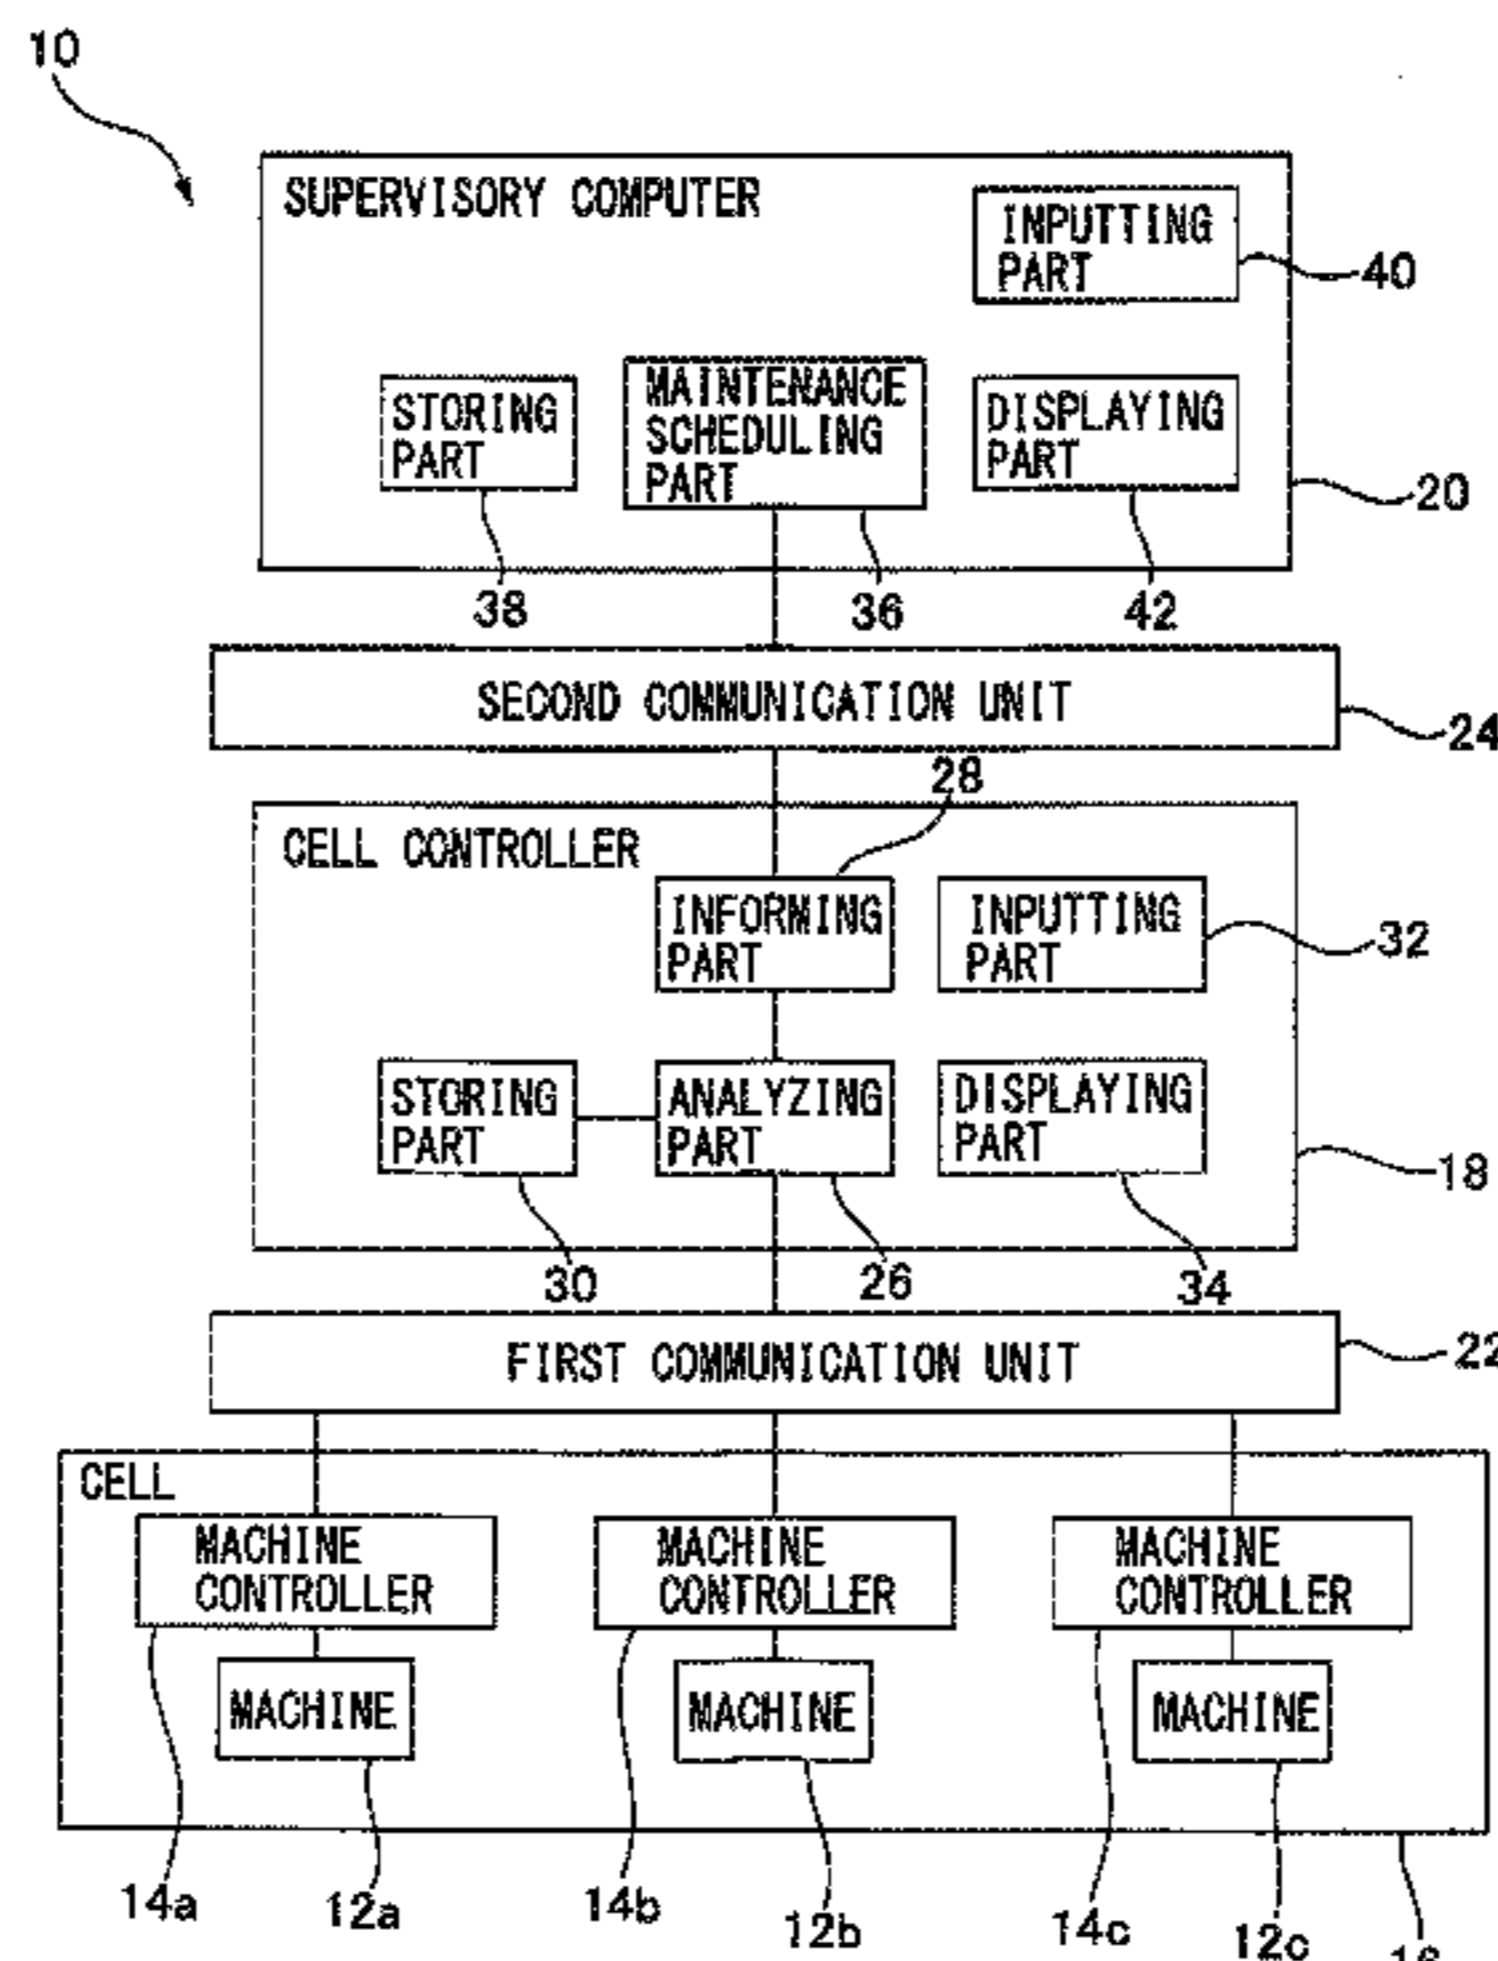 10
SUPERVISORY COMPUTER
INPUTTING
PART
40
STORING
PART
MAINTENANCE
SCHEDULING
PART
DISPLAYING
PART
20
38
36
42
SECOND COMMUNICATION UNIT
24
28
CELL CONTROLLER
INFORMING
PART
INPUTTING
PART
32
STORING
PART
ANALYZING
PART
DISPLAYING
PART
18
30
26
34
FIRST COMMUNICATION UNIT
22
CELL
MACHINE
CONTROLLER
MACHINE
CONTROLLER
MACHINE
CONTROLLER
MACHINE
MACHINE
MACHINE
14a
12a
14b
12b
14c
12c